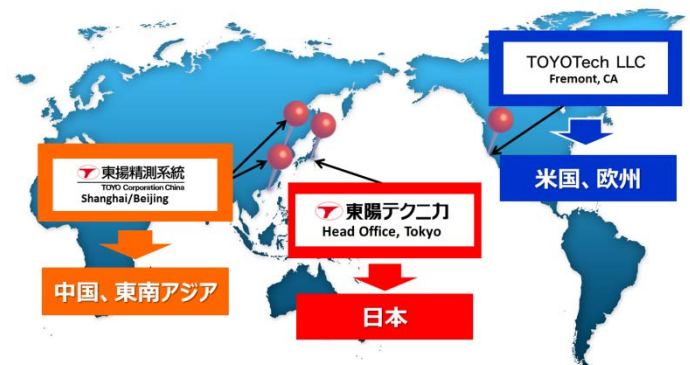 TOYOTech LLC
Fremont, CA
米国、欧州
東揚精測系統
TOYO Corporation China
Shanghai/Beijing
中国、東南アジア
東陽テクニカ
Head Office, Tokyo
日本